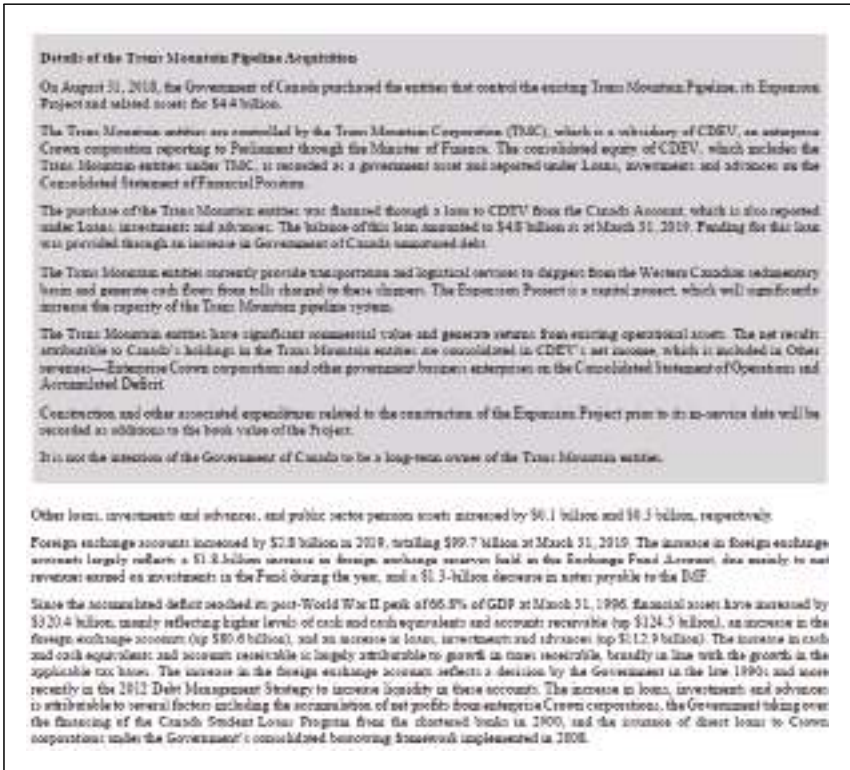 Details of the Trans Mountain Pipeline Acquisition
On August 31, 2018, the Government of Canada purchased the entities that control the existing Trans Mountain Pipeline, its Expansion
Project and related assets for $4.4 billion.
The Trans Mountain entities are controlled by the Trans Mountain Corporation (TMC), which is a subsidiary of CDEV, an enterprise
Crown corporation reporting to Parliament through the Minister of Finance. The consolidated equity of CDEV, which includes the
Trans Mountain entities under TMC, is recorded as a government asset and reported under Loans, investments and advances on the
Consolidated Statement of Financial Position.
The purchase of the Trans Mountain entities was financed through a loan to CDEV from the Canada Account, which is also reported
under Loans, investments and advances. The balance of this loan amounted to $4.8 billion as at March 31, 2019. Funding for this loan
was provided through an increase in Government of Canada unmatured debt.
The Trans Mountain entities currently provide transportation and logistical services to shippers from the Western Canadian sedimentary
basin and generate cash flows from tolls charged to these shippers. The Expansion Project is a capital project, which will significantly
increase the capacity of the Trans Mountain pipeline system.
The Trans Mountain entities have significant commercial value and generate returns from existing operational assets. The net results
attributable to Canada's holdings in the Trans Mountain entities are consolidated in CDEV's net income, which is included in Other
revenues—Enterprise Crown corporations and other government business enterprises on the Consolidated Statement of Operations and
Accumulated Deficit.
Construction and other associated expenditures related to the construction of the Expansion Project prior to its in-service date will be
recorded as additions to the book value of the Project.
It is not the intention of the Government of Canada to be a long-term owner of the Trans Mountain entities.
Other loans, investments and advances, and public sector pension assets increased by $0.1 billion and $0.5 billion, respectively.
Foreign exchange accounts increased by $2.8 billion in 2019, totalling $99.7 billion at March 31, 2019. The increase in foreign exchange
accounts largely reflects a $1.8-billion increase in foreign exchange reserves held in the Exchange Fund Account, due mainly to net
revenues earned on investments in the Fund during the year, and a $1.3-billion decrease in notes payable to the IMF.
Since the accumulated deficit reached its post-World War II peak of 66.8% of GDP at March 31, 1996, financial assets have increased by
$320.4 billion, mainly reflecting higher levels of cash and cash equivalents and accounts receivable (up $124.5 billion), an increase in the
foreign exchange accounts (up $80.6 billion), and an increase in loans, investments and advances (up $112.9 billion). The increase in cash
and cash equivalents and accounts receivable is largely attributable to growth in taxes receivable, broadly in line with the growth in the
applicable tax bases. The increase in the foreign exchange accounts reflects a decision by the Government in the late 1990s and more
recently in the 2012 Debt Management Strategy to increase liquidity in these accounts. The increase in loans, investments and advances
is attributable to several factors including the accumulation of net profits from enterprise Crown corporations, the Government taking over
the financing of the Canada Student Loans Program from the chartered banks in 2000, and the issuance of direct loans to Crown
corporations under the Government's consolidated borrowing framework implemented in 2008.